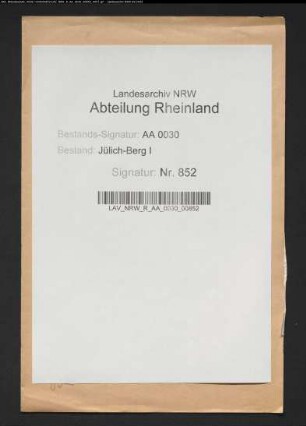 Landesarchiv NRW
Abteilung Rheinland
Bestands-Signatur: AA 0030
Bestand: Jülich-Berg I
Signatur: Nr. 852
LAV_NRW_R_AA_0030_00852